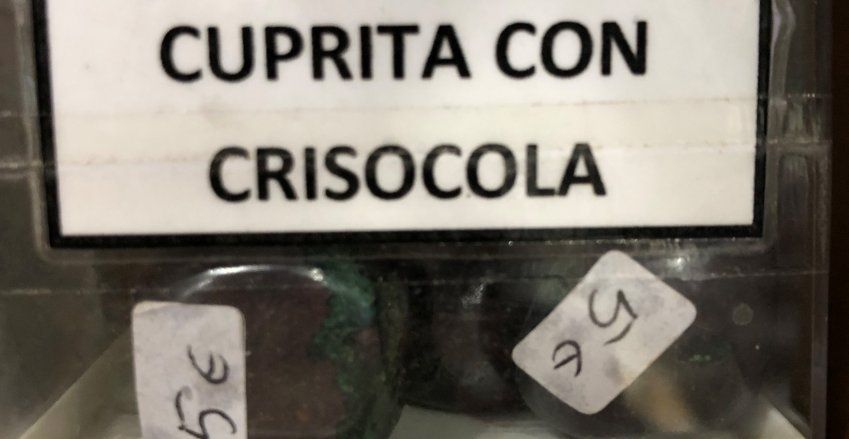 CUPRITA CON
CRISOCOLA
5 €
5 €